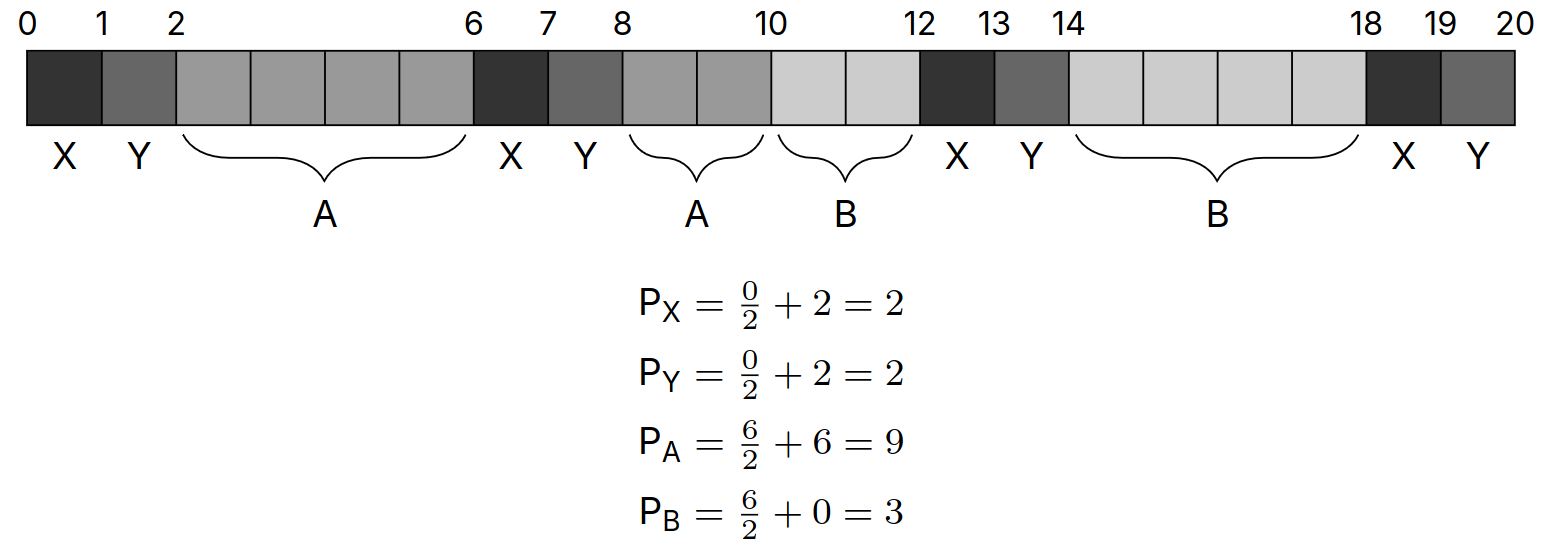 0 1 2 6 7 8 10 12 13 14 18 19 20
X Y X Y X Y X Y
A A B B
P_X = \frac{0}{2} + 2 = 2
P_Y = \frac{0}{2} + 2 = 2
P_A = \frac{6}{2} + 6 = 9
P_B = \frac{6}{2} + 0 = 3